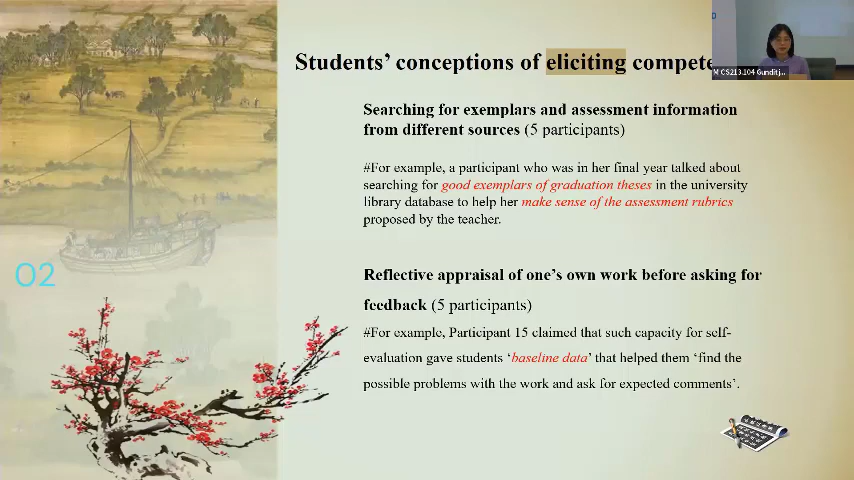 Students' conceptions of eliciting compete
M CS213.104 Gunditj...
Searching for exemplars and assessment information
from different sources (5 participants)
#For example, a participant who was in her final year talked about
searching for good exemplars of graduation theses in the university
library database to help her make sense of the assessment rubrics
proposed by the teacher.
02
Reflective appraisal of one's own work before asking for
feedback (5 participants)
#For example, Participant 15 claimed that such capacity for self-
evaluation gave students ‘baseline data’ that helped them ‘find the
possible problems with the work and ask for expected comments’.